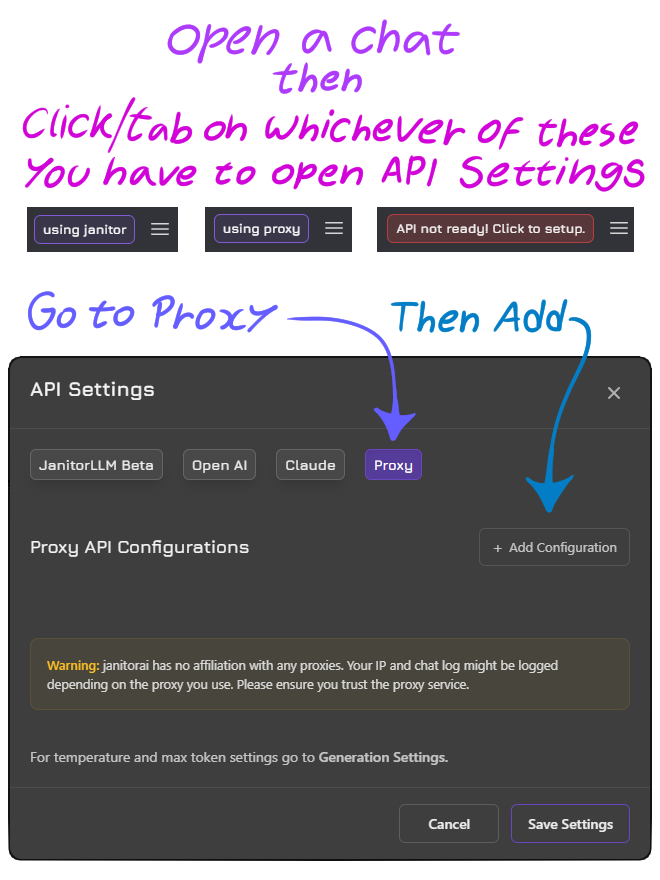 Open a chat
then
Click/tab on whichever of these
You have to open API Settings
using janitor
using proxy
API not ready! Click to setup.
Go to Proxy
Then Add
API Settings
JanitorLLM Beta
Open AI
Claude
Proxy
Proxy API Configurations
+ Add Configuration
Warning: janitorai has no affiliation with any proxies. Your IP and chat log might be logged
depending on the proxy you use. Please ensure you trust the proxy service.
For temperature and max token settings go to Generation Settings.
Cancel
Save Settings